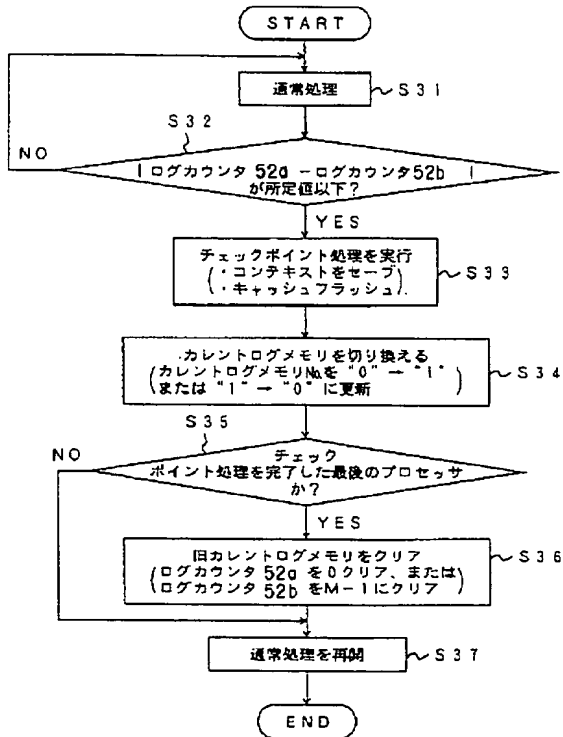 START
通常処理
S31
S32
NO
| ログカウンタ 52a －ログカウンタ52b |
が所定値以下？
YES
チェックポイント処理を実行
(・コンテキストをセーブ
・キャッシュフラッシュ)
S33
カレントログメモリを切り換える
(カレントログメモリNo.を "0" → "1"
または "1" → "0" に更新)
S34
S35
NO
チェック
ポイント処理を完了した最後のプロセッサ
か？
YES
旧カレントログメモリをクリア
(ログカウンタ 52a を0クリア、または
ログカウンタ 52b をM－1にクリア)
S36
通常処理を再開
S37
END